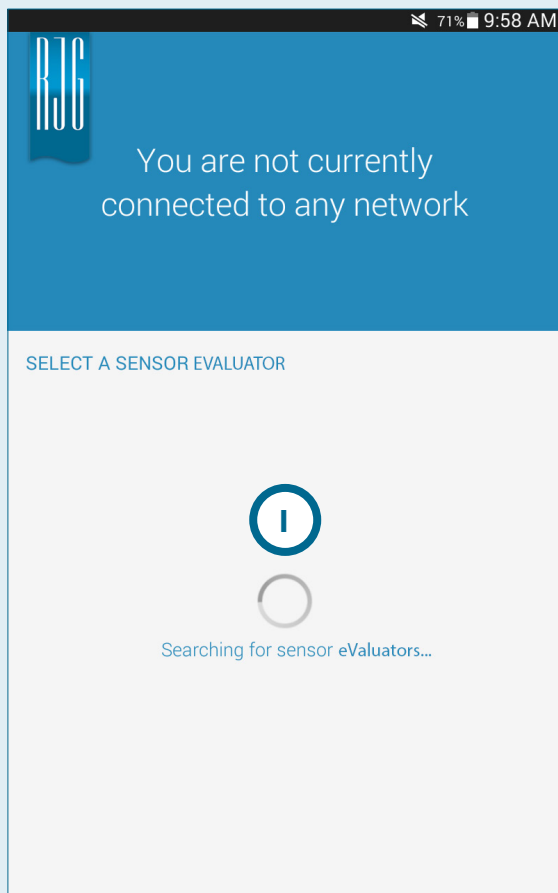 71% 9:58 AM
RJG
You are not currently
connected to any network
SELECT A SENSOR EVALUATOR
1
Searching for sensor eValuators...